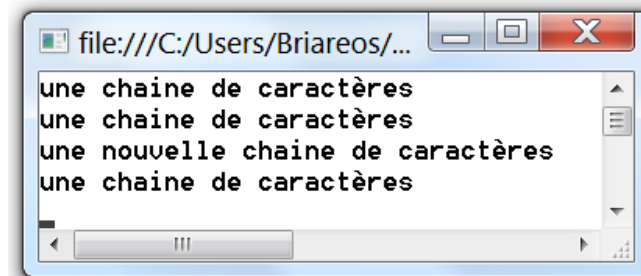 file:///C:/Users/Briareos/...
une chaine de caractères
une chaine de caractères
une nouvelle chaine de caractères
une chaine de caractères